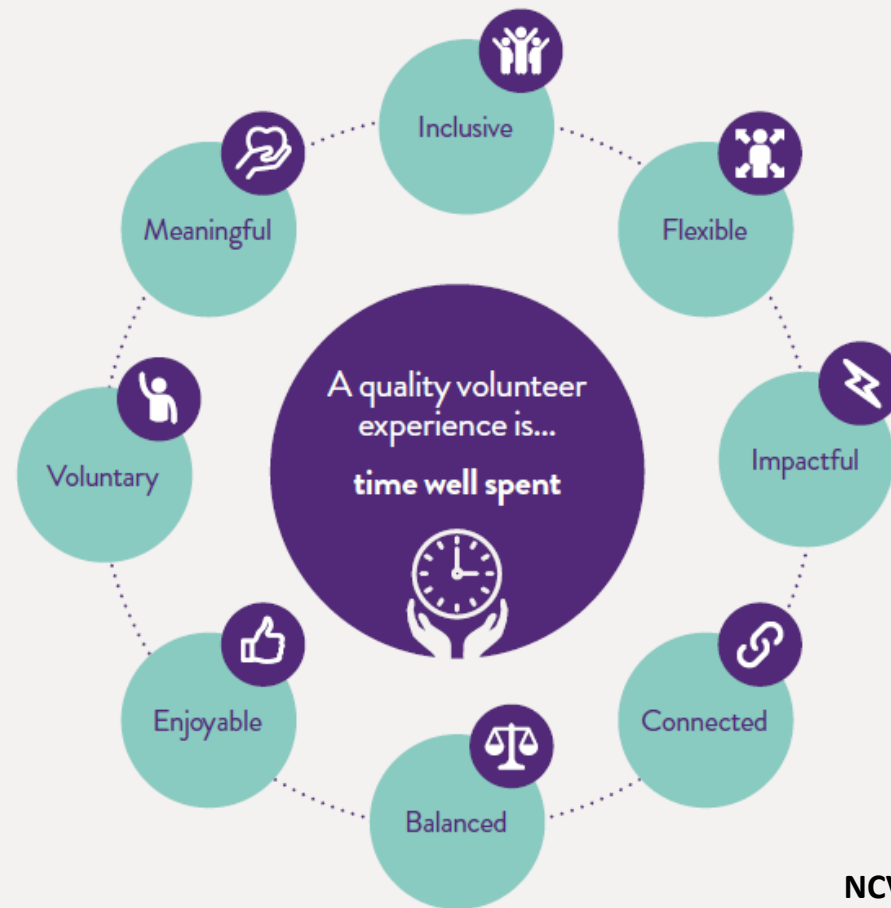 Inclusive
Flexible
Impactful
Connected
Balanced
Enjoyable
Voluntary
Meaningful
A quality volunteer
experience is...
time well spent